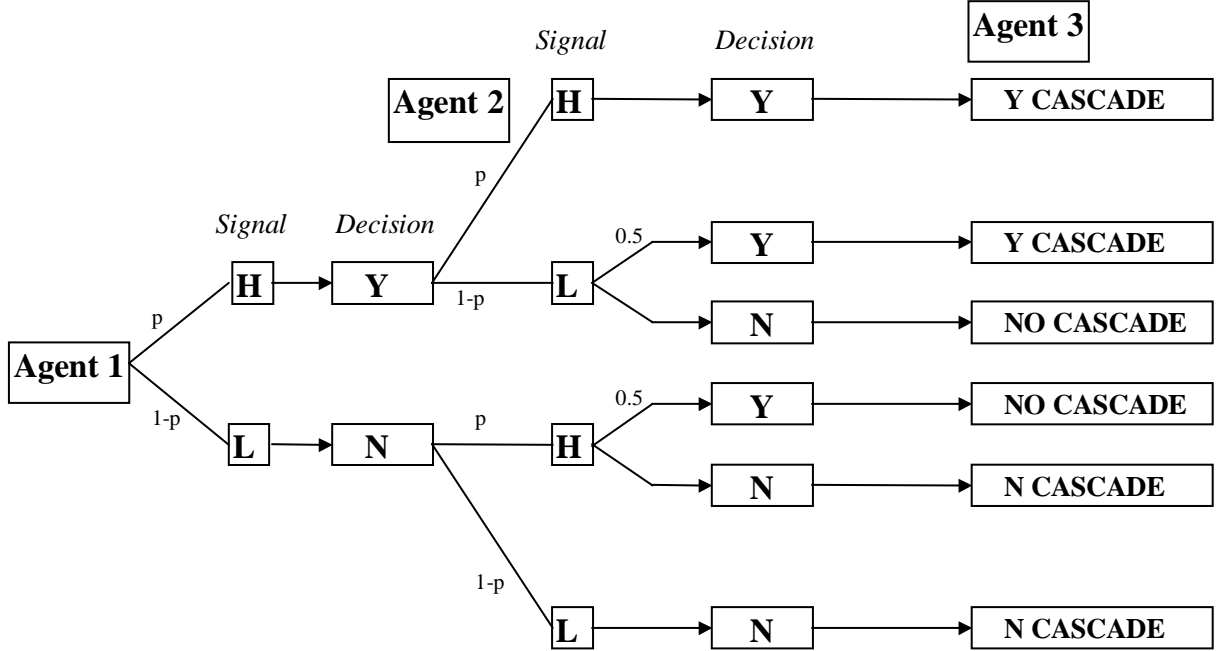 Agent 3
Signal Decision
Agent 2
H Y Y CASCADE
p
Signal Decision
0.5
Y Y CASCADE
H Y
1-p
L
p
N NO CASCADE
Agent 1
0.5
Y NO CASCADE
1-p
p
L N
H
N N CASCADE
1-p
L N N CASCADE